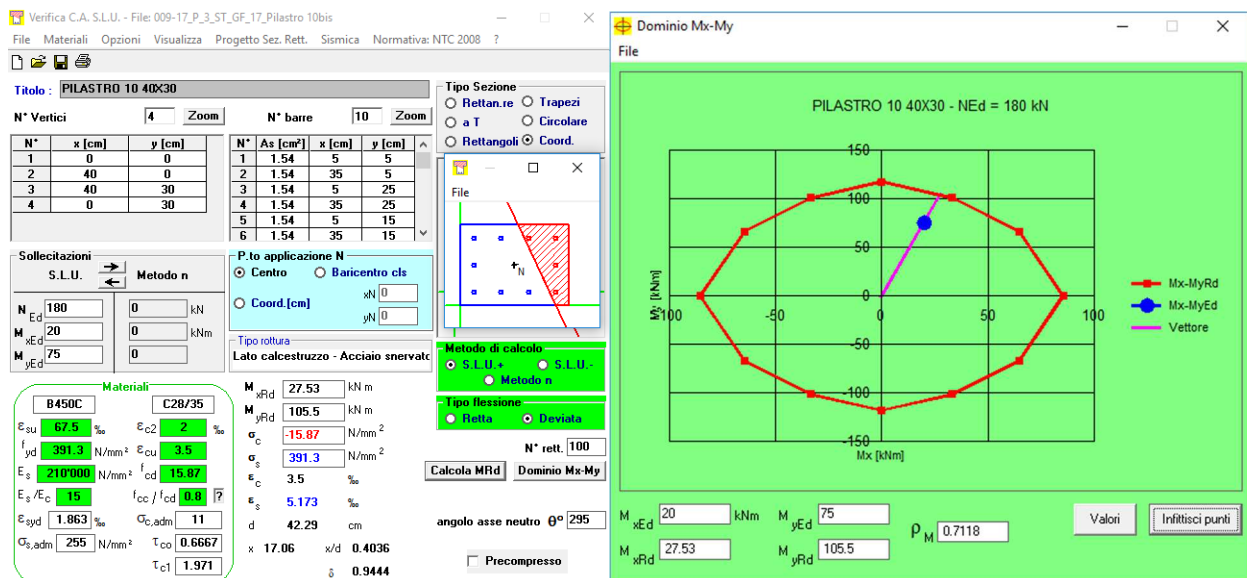 Verifica C.A. S.L.U. - File: 009-17_P_3_ST_GF_17_Pilastro 10bis
File Materiali Opzioni Visualizza Progetto Sez. Rett. Sismica Normativa: NTC 2008 ?
Titolo : PILASTRO 10 40X30
N° Vertici 4 Zoom N° barre 10 Zoom
N° x [cm] y [cm]
1 0 0
2 40 0
3 40 30
4 0 30
N° As [cm²] x [cm] y [cm]
1 1.54 5 5
2 1.54 35 5
3 1.54 5 25
4 1.54 35 25
5 1.54 5 15
6 1.54 35 15
Tipo Sezione
Rettan.re Trapezi
a T Circolare
Rettangoli Coord.
File
N
Sollecitazioni
S.L.U. Metodo n
N Ed 180 0 kN
M xEd 20 0 kNm
M yEd 75 0
P.to applicazione N
Centro Baricentro cls
Coord.[cm] xN 0
yN 0
Tipo rottura
Lato calcestruzzo - Acciaio snervato
Metodo di calcolo
S.L.U.+ S.L.U.-
Metodo n
Tipo flessione
Retta Deviata
N° rett. 100
Calcola MRd Dominio Mx-My
angolo asse neutro θ° 295
Precompresso
Materiali
B450C C28/35
εsu 67.5 ‰ εc2 2 ‰
fyd 391.3 N/mm² εcu 3.5
Es 210'000 N/mm² fcd 15.87
Es /Ec 15 fcc / fcd 0.8 ?
εsyd 1.863 ‰ σc,adm 11
σs,adm 255 N/mm² τco 0.6667
τc1 1.971
M xRd 27.53 kN m
M yRd 105.5 kN m
σc -15.87 N/mm²
σs 391.3 N/mm²
εc 3.5 ‰
εs 5.173 ‰
d 42.29 cm
x 17.06 x/d 0.4036
δ 0.9444
Dominio Mx-My
File
PILASTRO 10 40X30 - NEd = 180 kN
150
100
50
0
-50
-100
-150
My [kNm]
-100 -50 0 50 100
Mx [kNm]
Mx-MyRd
Mx-MyEd
Vettore
M xEd 20 kNm M yEd 75
M xRd 27.53 M yRd 105.5
ρ M 0.7118
Valori Infittisci punti